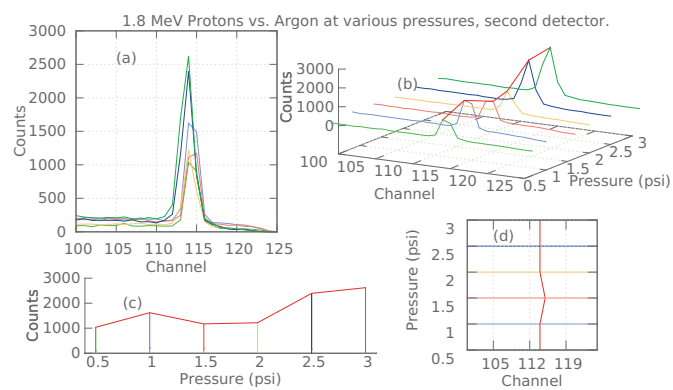 1.8 MeV Protons vs. Argon at various pressures, second detector.
3000
2500
2000
1500
1000
500
0
100 105 110 115 120 125
Counts
Channel
(a)
3000
2000
1000
0
Counts
(b)
100
105
110
115
120
125
Channel
0.5
1
1.5
2
2.5
3
Pressure (psi)
3000
2000
1000
0
Counts
(c)
0.5 1 1.5 2 2.5 3
Pressure (psi)
3
2
2
1
1
0.5
Pressure (psi)
(d)
105 112 119
Channel